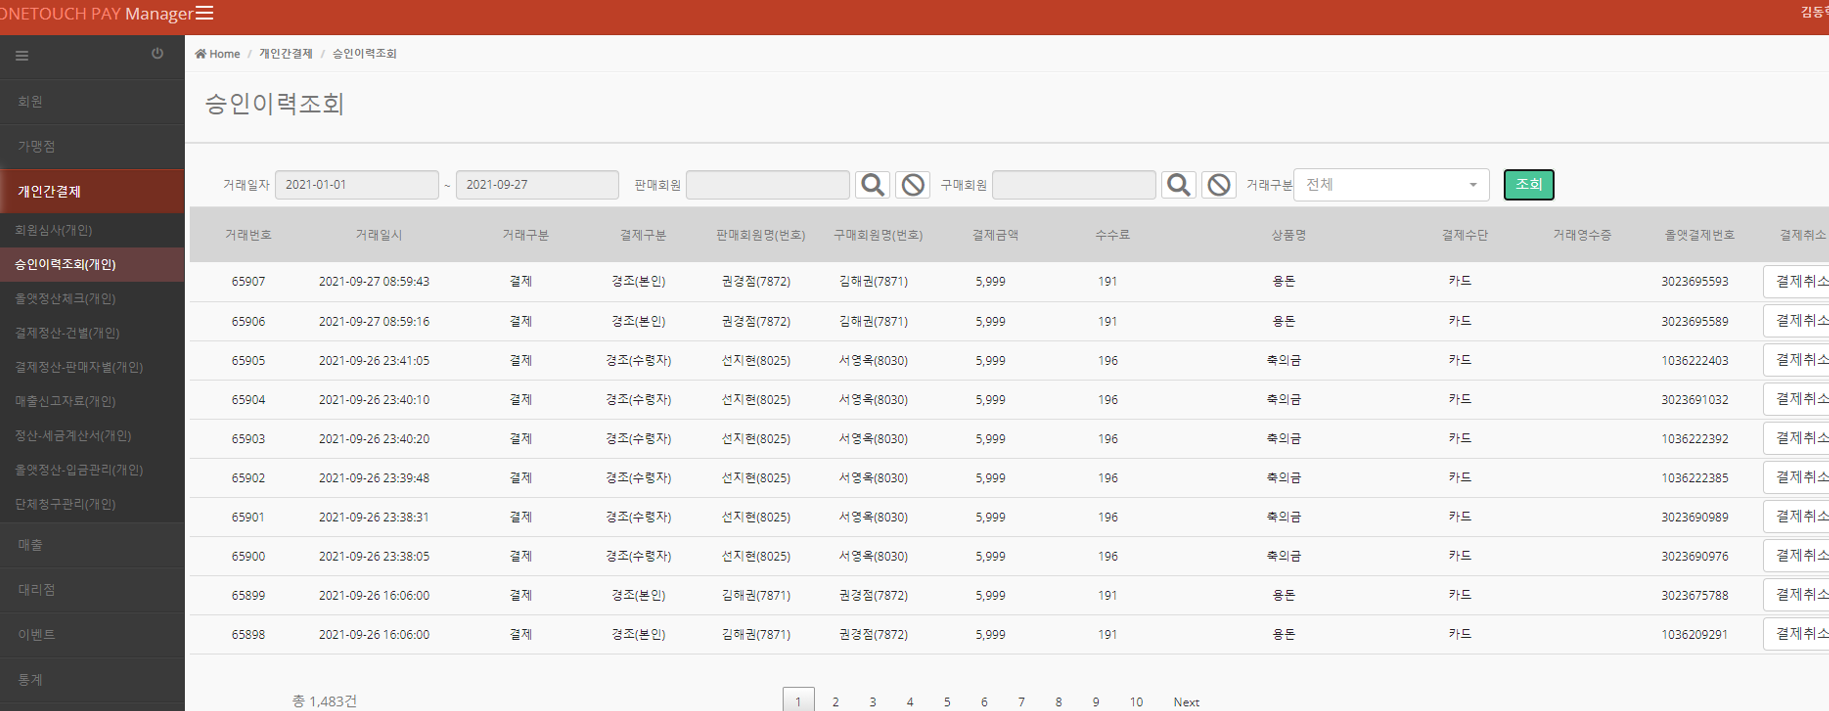 ONETOUCH PAY Manager
김동
Home / 개인간결제 / 승인이력조회
회원
가맹점
개인간결제
회원심사(개인)
승인이력조회(개인)
올앳정산체크(개인)
결제정산-건별(개인)
결제정산-판매자별(개인)
매출신고자료(개인)
정산-세금계산서(개인)
올앳정산-입금관리(개인)
단체청구관리(개인)
매출
대리점
이벤트
통계
승인이력조회
거래일자 2021-01-01 ~ 2021-09-27 판매회원 구매회원 거래구분 전체 조회
거래번호 거래일시 거래구분 결제구분 판매회원명(번호) 구매회원명(번호) 결제금액 수수료 상품명 결제수단 거래영수증 올앳결제번호 결제취소
65907 2021-09-27 08:59:43 결제 경조(본인) 권경점(7872) 김해권(7871) 5,999 191 용돈 카드 3023695593 결제취소
65906 2021-09-27 08:59:16 결제 경조(본인) 권경점(7872) 김해권(7871) 5,999 191 용돈 카드 3023695589 결제취소
65905 2021-09-26 23:41:05 결제 경조(수령자) 선지현(8025) 서영옥(8030) 5,999 196 축의금 카드 1036222403 결제취소
65904 2021-09-26 23:40:10 결제 경조(수령자) 선지현(8025) 서영옥(8030) 5,999 196 축의금 카드 3023691032 결제취소
65903 2021-09-26 23:40:20 결제 경조(수령자) 선지현(8025) 서영옥(8030) 5,999 196 축의금 카드 1036222392 결제취소
65902 2021-09-26 23:39:48 결제 경조(수령자) 선지현(8025) 서영옥(8030) 5,999 196 축의금 카드 1036222385 결제취소
65901 2021-09-26 23:38:31 결제 경조(수령자) 선지현(8025) 서영옥(8030) 5,999 196 축의금 카드 3023690989 결제취소
65900 2021-09-26 23:38:05 결제 경조(수령자) 선지현(8025) 서영옥(8030) 5,999 196 축의금 카드 3023690976 결제취소
65899 2021-09-26 16:06:00 결제 경조(본인) 김해권(7871) 권경점(7872) 5,999 191 용돈 카드 3023675788 결제취소
65898 2021-09-26 16:06:00 결제 경조(본인) 김해권(7871) 권경점(7872) 5,999 191 용돈 카드 1036209291 결제취소
총 1,483건 1 2 3 4 5 6 7 8 9 10 Next